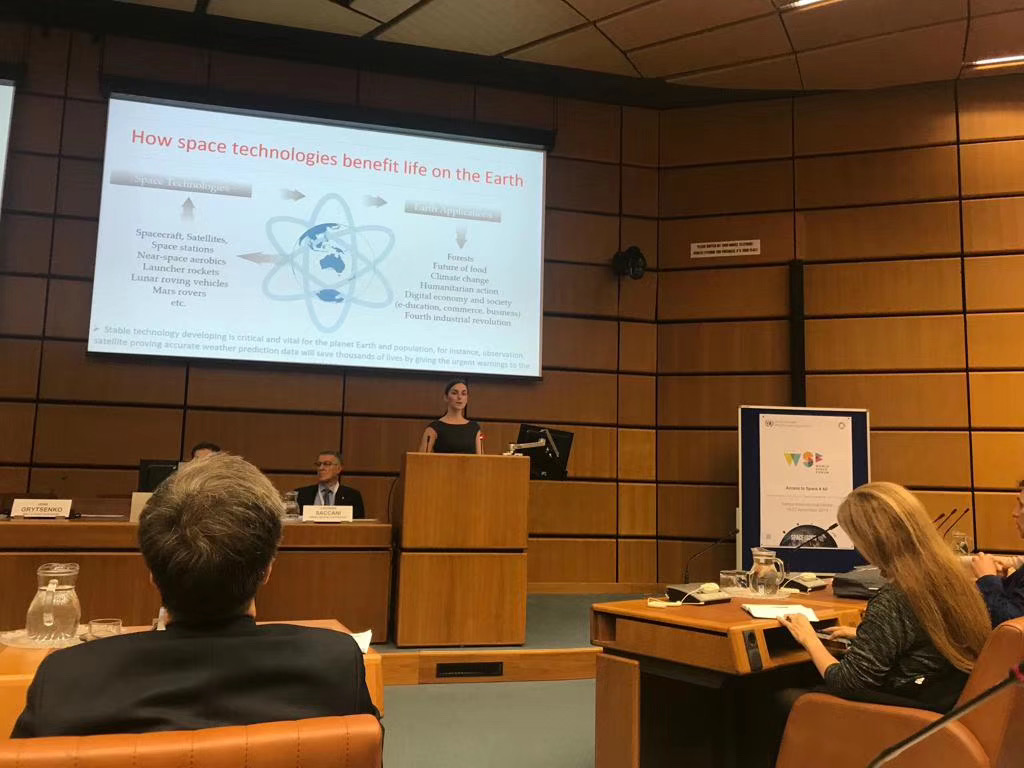 How space technologies benefit life on the Earth
Space Technologies
Spacecraft, Satellites,
Space stations
Near-space aerobics
Launcher rockets
Lunar roving vehicles
Mars rovers
etc.
Earth Applications
Forests
Future of food
Climate change
Humanitarian action
Digital economy and society
(e-ducation, commerce, business)
Fourth industrial revolution
➢ Stable technology developing is critical and vital for the planet Earth and population, for instance, observation
satellite proving accurate weather prediction data will save thousands of lives by giving the urgent warnings to the
GRYTSENKO
SACCANI
WSF
WORLD
SPACE
FORUM
Access to Space 4 All